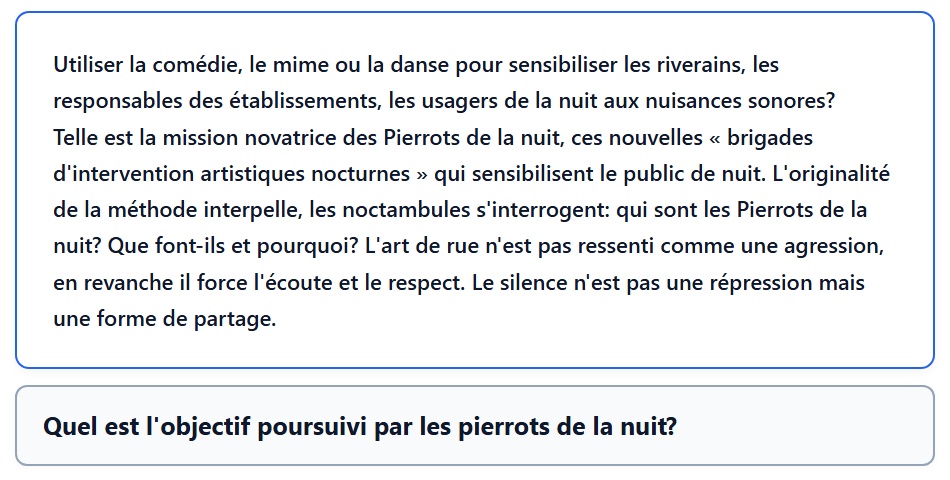 Utiliser la comédie, le mime ou la danse pour sensibiliser les riverains, les
responsables des établissements, les usagers de la nuit aux nuisances sonores?
Telle est la mission novatrice des Pierrots de la nuit, ces nouvelles « brigades
d'intervention artistiques nocturnes » qui sensibilisent le public de nuit. L'originalité
de la méthode interpelle, les noctambules s'interrogent: qui sont les Pierrots de la
nuit? Que font-ils et pourquoi? L'art de rue n'est pas ressenti comme une agression,
en revanche il force l'écoute et le respect. Le silence n'est pas une répression mais
une forme de partage.
Quel est l'objectif poursuivi par les pierrots de la nuit?